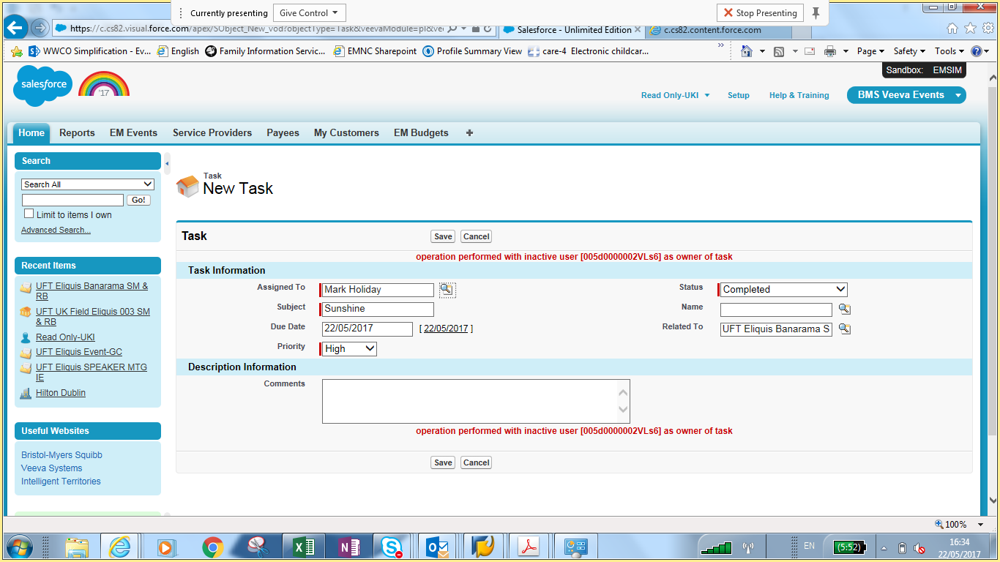 Currently presenting
Give Control
Stop Presenting
https://c.cs82.visual.force.com/apex/SObject_New_vod?objectType=Task&veevaModule=pl&ve
Salesforce - Unlimited Edition
c.cs82.content.force.com
WWCO Simplification - Ev...
English
Family Information Servic...
EMNC Sharepoint
Profile Summary View
care-4 Electronic childcar...
Page
Safety
Tools
salesforce
'17
Sandbox: EMSIM
Read Only-UKI
Setup
Help & Training
BMS Veeva Events
Home
Reports
EM Events
Service Providers
Payees
My Customers
EM Budgets
+
Search
Search All
Go!
Limit to items I own
Advanced Search...
Recent Items
UFT Eliquis Banarama SM &
RB
UFT UK Field Eliquis 003 SM
& RB
Read Only-UKI
UFT Eliquis Event-GC
UFT Eliquis SPEAKER MTG
IE
Hilton Dublin
Useful Websites
Bristol-Myers Squibb
Veeva Systems
Intelligent Territories
Task
New Task
Task
Save
Cancel
operation performed with inactive user [005d0000002VLs6] as owner of task
Task Information
Assigned To
Mark Holiday
Status
Completed
Subject
Sunshine
Name
Due Date
22/05/2017
[ 22/05/2017 ]
Related To
UFT Eliquis Banarama S
Priority
High
Description Information
Comments
operation performed with inactive user [005d0000002VLs6] as owner of task
Save
Cancel
100%
EN
(5:52)
16:34
22/05/2017